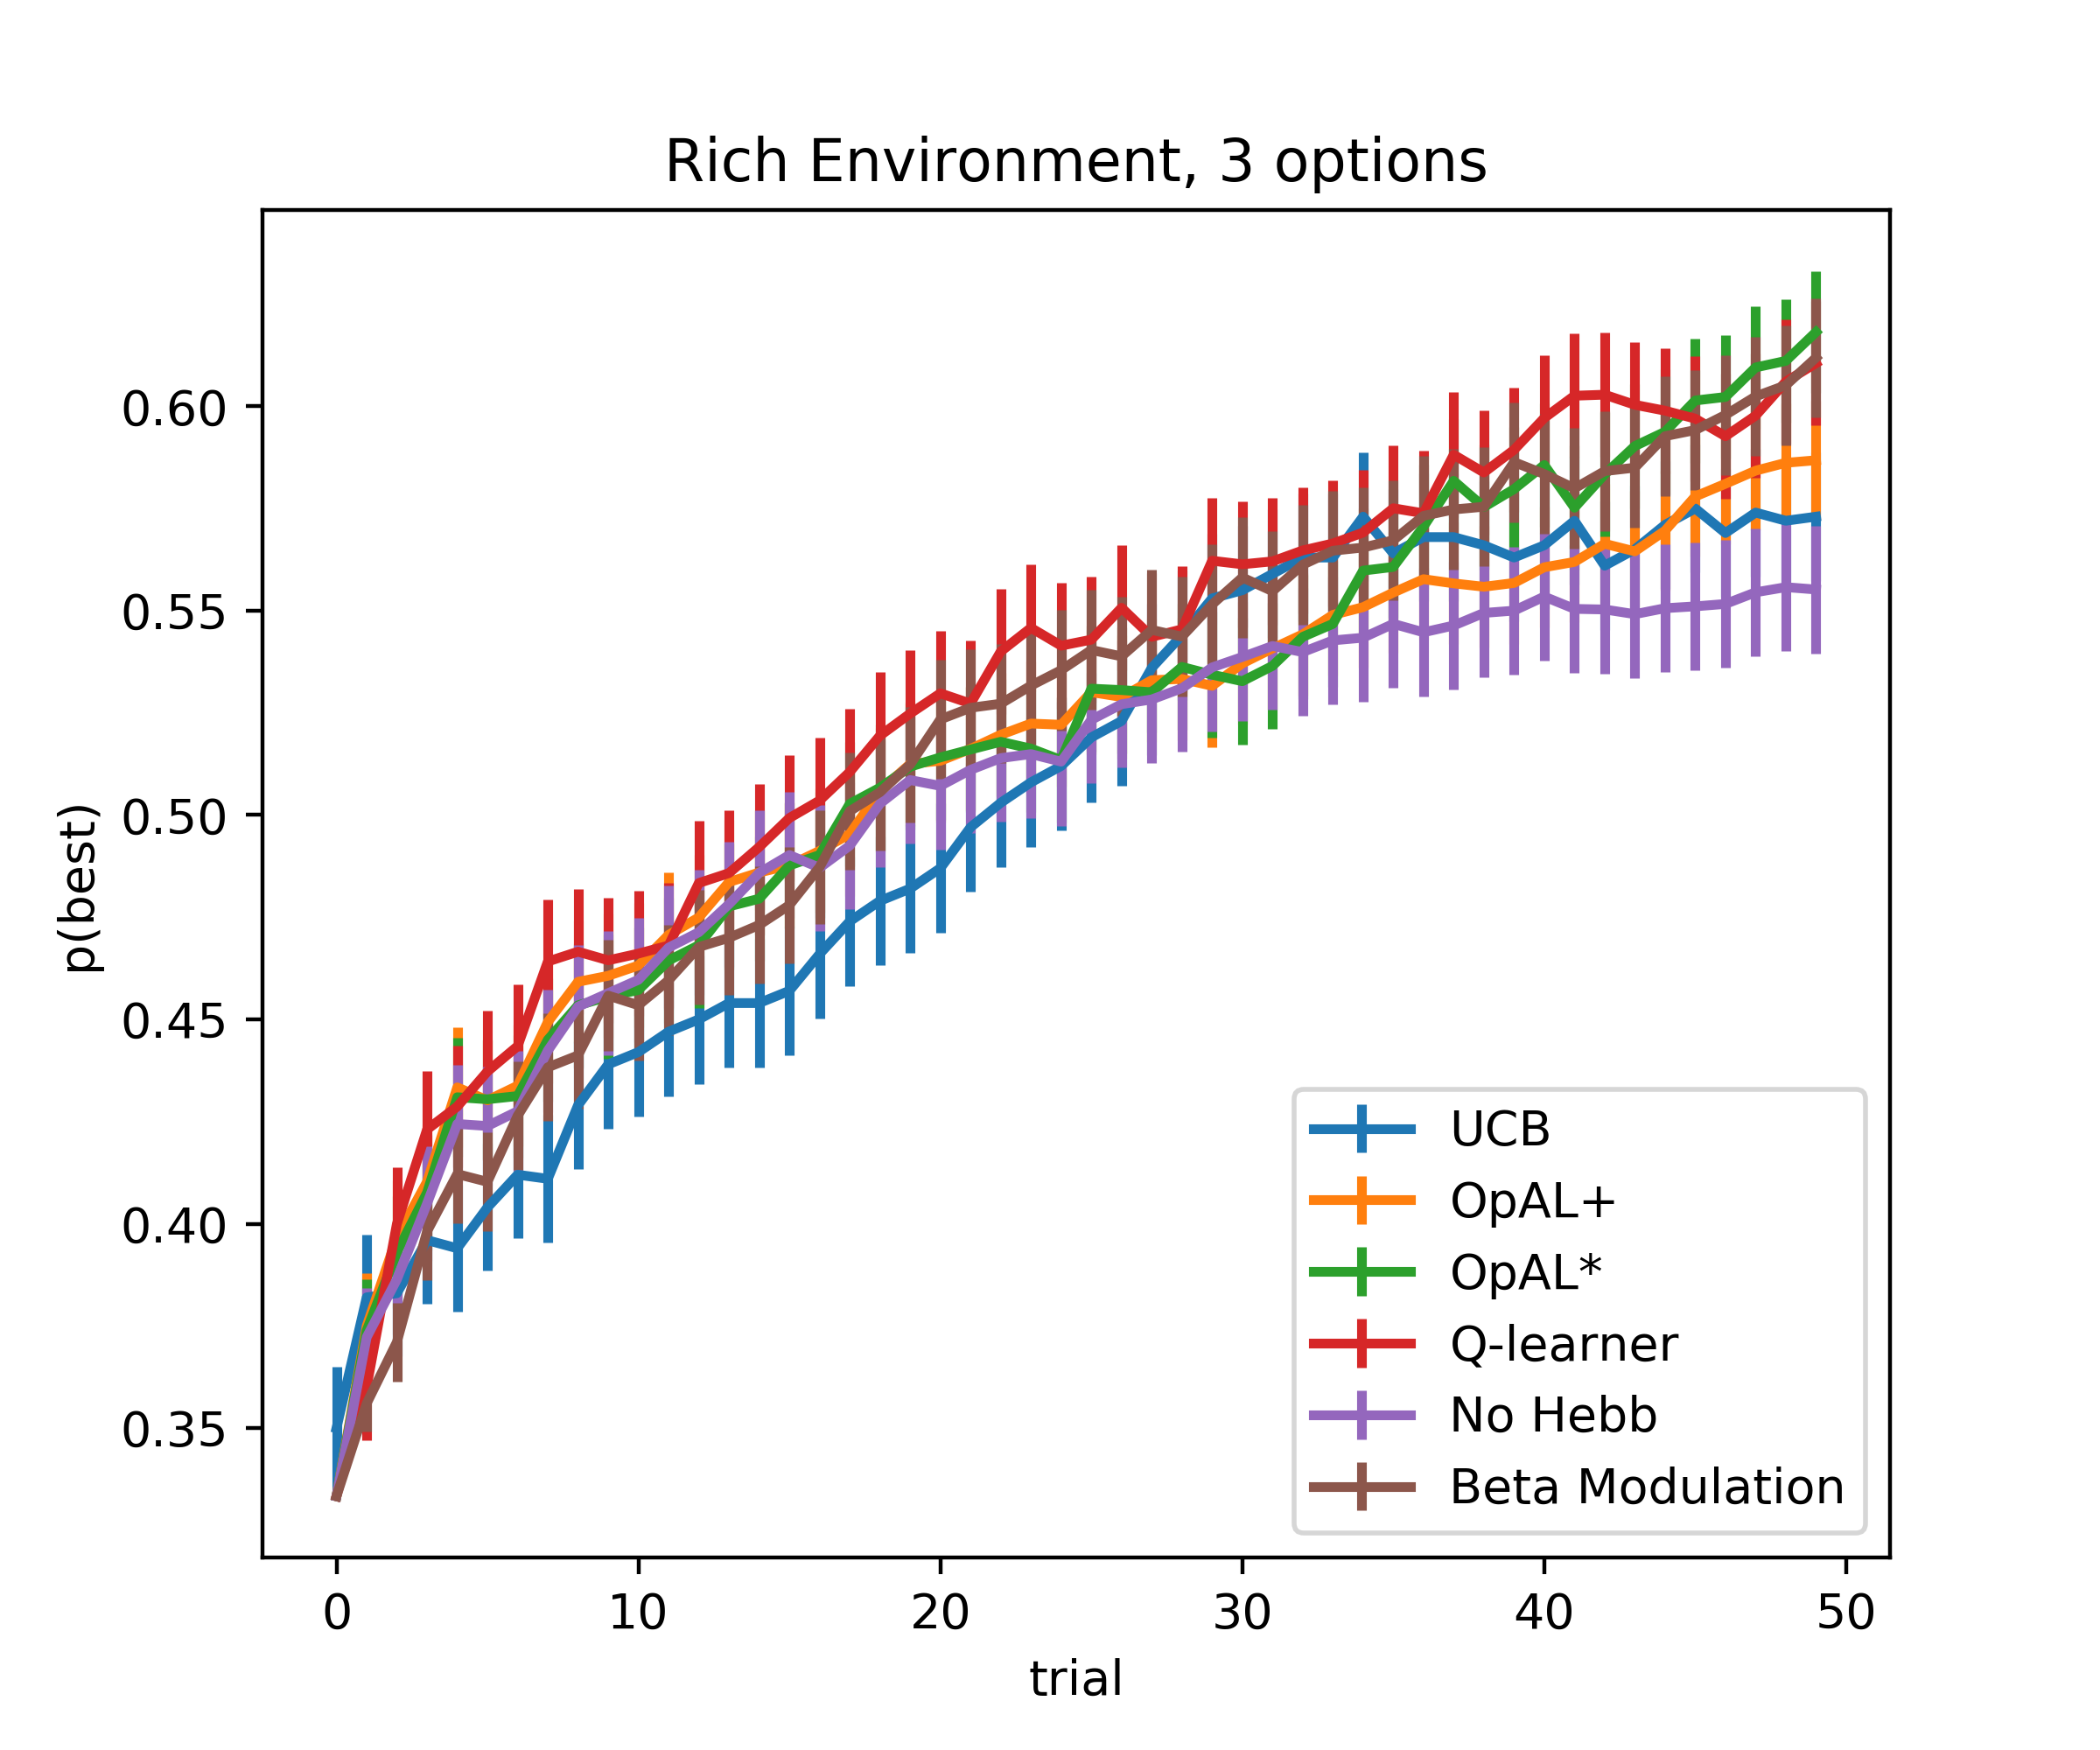 Rich Environment, 3 options
p(best)
0.60
0.55
0.50
0.45
0.40
0.35
UCB
OpAL+
OpAL*
Q-learner
No Hebb
Beta Modulation
0 10 20 30 40 50
trial